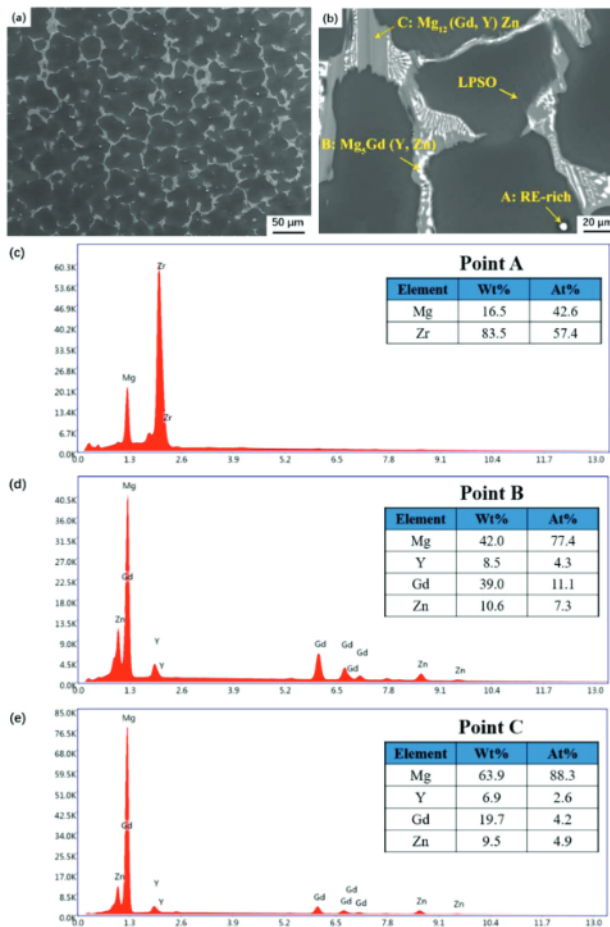 (a)
50 μm
(b)
C: Mg12 (Gd, Y) Zn
LPSO
B: Mg5Gd (Y, Zn)
A: RE-rich
20 μm
(c)
Point A
Element Wt% At%
Mg 16.5 42.6
Zr 83.5 57.4
60.3K
53.6K
46.9K
40.2K
33.5K
26.8K
20.1K
13.4K
6.7K
0.0K
Zr
Mg
Zr
0.0 1.3 2.6 3.9 5.2 6.5 7.8 9.1 10.4 11.7 13.0
(d)
Point B
Element Wt% At%
Mg 42.0 77.4
Y 8.5 4.3
Gd 39.0 11.1
Zn 10.6 7.3
40.5K
36.0K
31.5K
27.0K
22.5K
18.0K
13.5K
9.0K
4.5K
0.0K
Mg
Gd
Zn
Y
Y
Gd
Gd
Gd
Gd
Zn
Zn
0.0 1.3 2.6 3.9 5.2 6.5 7.8 9.1 10.4 11.7 13.0
(e)
Point C
Element Wt% At%
Mg 63.9 88.3
Y 6.9 2.6
Gd 19.7 4.2
Zn 9.5 4.9
85.0K
76.5K
68.0K
59.5K
51.0K
42.5K
34.0K
25.5K
17.0K
8.5K
0.0K
Mg
Gd
Zn
Y
Y
Gd
Gd
Gd
Gd
Zn
Zn
0.0 1.3 2.6 3.9 5.2 6.5 7.8 9.1 10.4 11.7 13.0